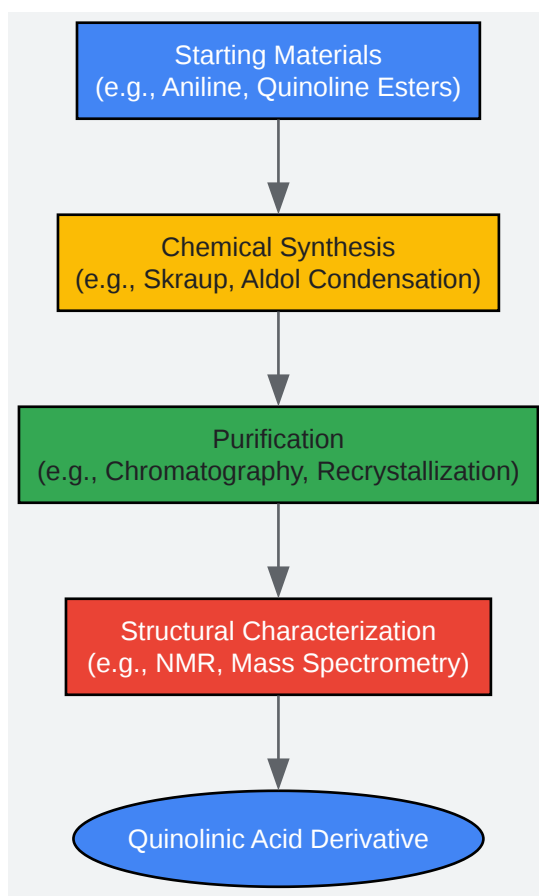 Starting Materials
(e.g., Aniline, Quinoline Esters)
Chemical Synthesis
(e.g., Skraup, Aldol Condensation)
Purification
(e.g., Chromatography, Recrystallization)
Structural Characterization
(e.g., NMR, Mass Spectrometry)
Quinolinic Acid Derivative